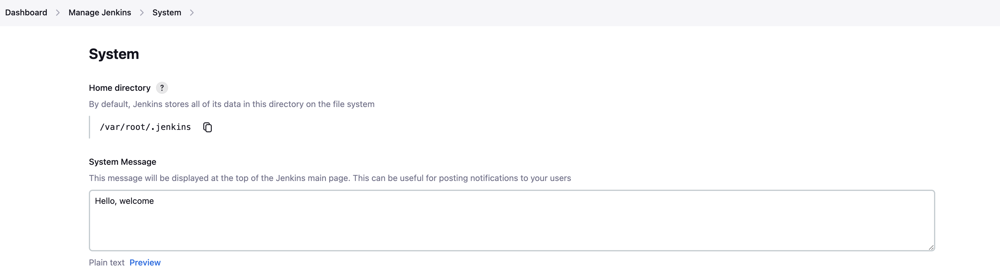 Dashboard > Manage Jenkins > System >
System
Home directory ?
By default, Jenkins stores all of its data in this directory on the file system
/var/root/.jenkins
System Message
This message will be displayed at the top of the Jenkins main page. This can be useful for posting notifications to your users
Hello, welcome
Plain text Preview